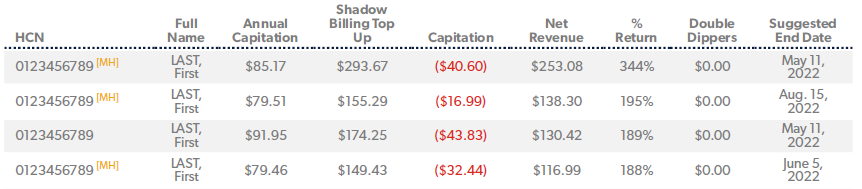 HCN Full Name Annual Capitation Shadow Billing Top Up Capitation Net Revenue % Return Double Dippers Suggested End Date
0123456789 [MH] LAST, First $85.17 $293.67 ($40.60) $253.08 344% $0.00 May 11, 2022
0123456789 [MH] LAST, First $79.51 $155.29 ($16.99) $138.30 195% $0.00 Aug. 15, 2022
0123456789 LAST, First $91.95 $174.25 ($43.83) $130.42 189% $0.00 May 11, 2022
0123456789 [MH] LAST, First $79.46 $149.43 ($32.44) $116.99 188% $0.00 June 5, 2022